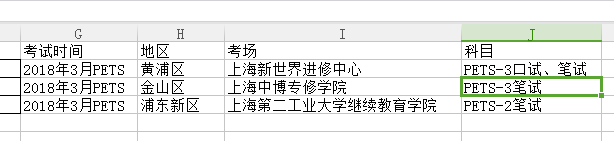 G H I J
考试时间 地区 考场 科目
2018年3月PETS 黄浦区 上海新世界进修中心 PETS-3口试、笔试
2018年3月PETS 金山区 上海中博专修学院 PETS-3笔试
2018年3月PETS 浦东新区 上海第二工业大学继续教育学院 PETS-2笔试